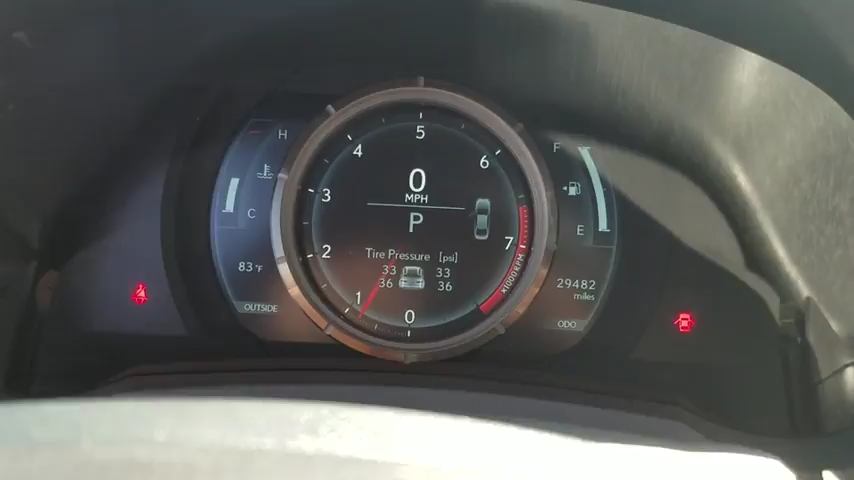 H
C
83°F
OUTSIDE
0
1
2
3
4
5
6
7
x1000RPM
0
MPH
P
Tire Pressure [psi]
33 33
36 36
F
E
29482
miles
ODO